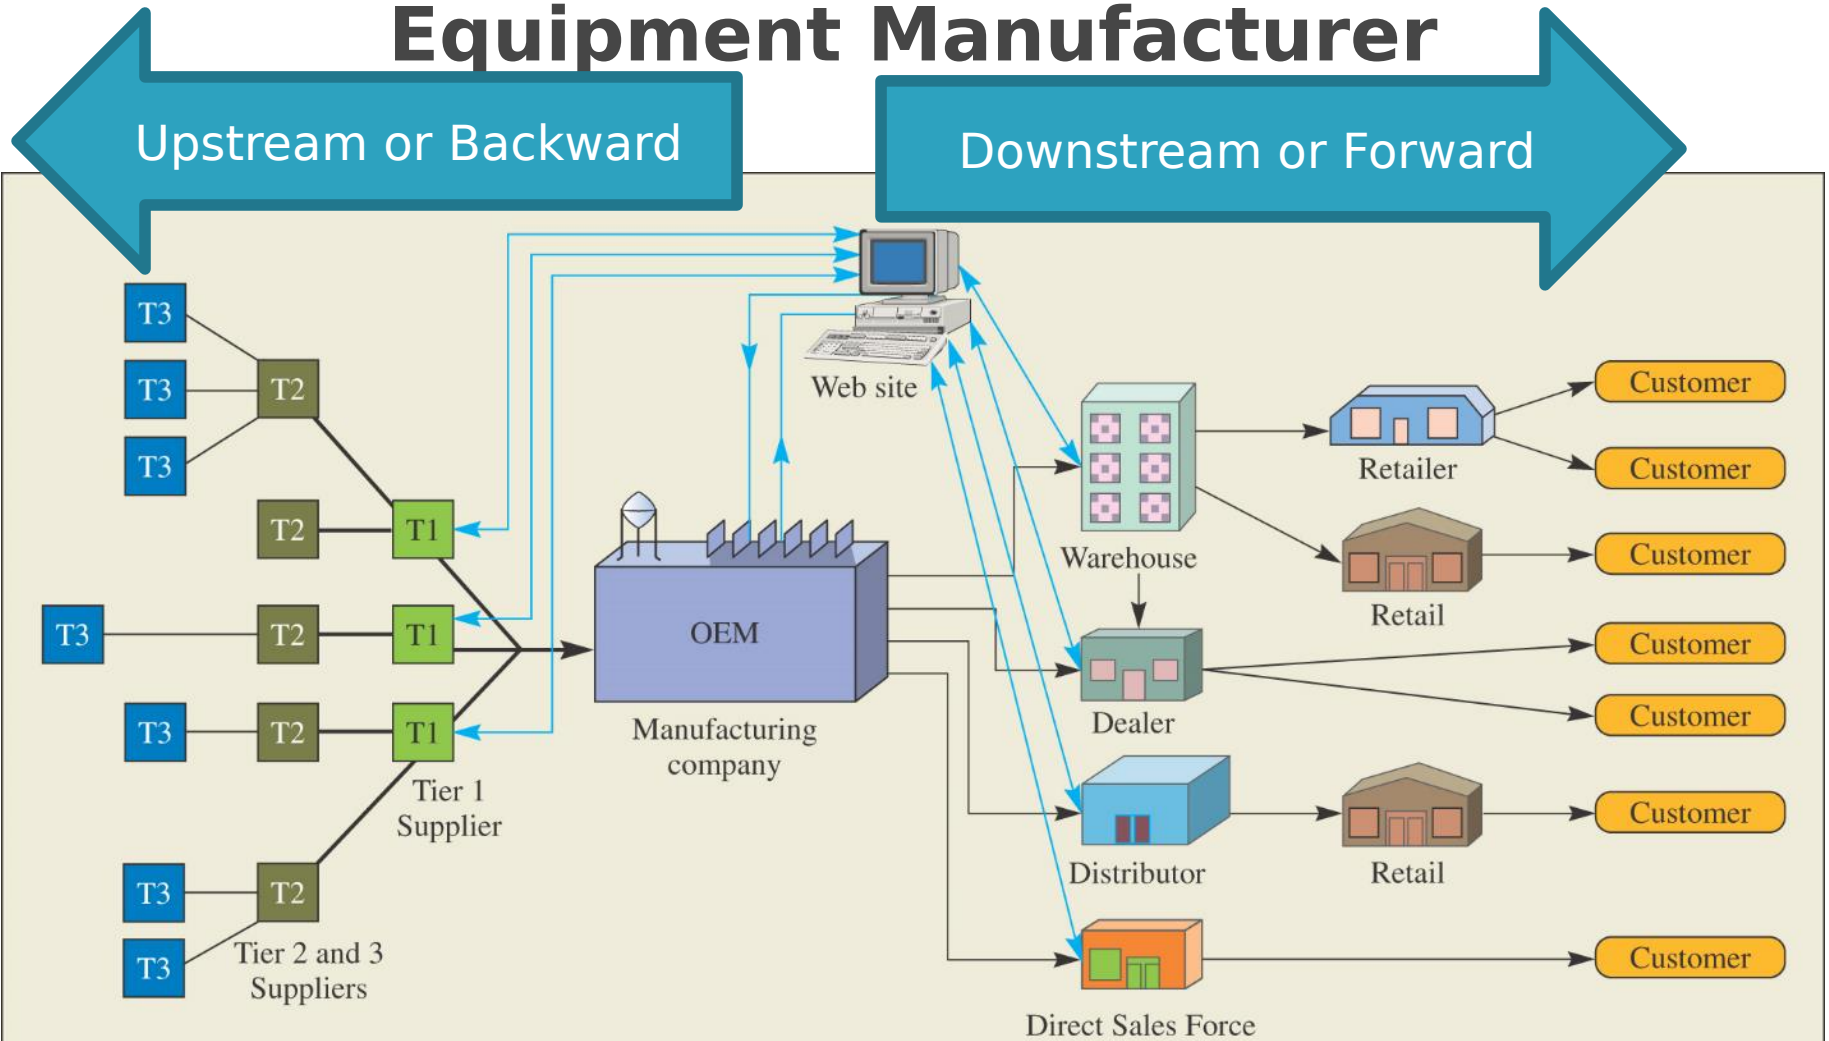 Equipment Manufacturer
Upstream or Backward
Downstream or Forward
Web site
T3
T3
T3
T2
T2
T1
T3
T2
T1
T3
T2
T1
Tier 1
Supplier
T3
T2
T3
Tier 2 and 3
Suppliers
OEM
Manufacturing
company
Warehouse
Dealer
Distributor
Direct Sales Force
Retailer
Retail
Retail
Customer
Customer
Customer
Customer
Customer
Customer
Customer